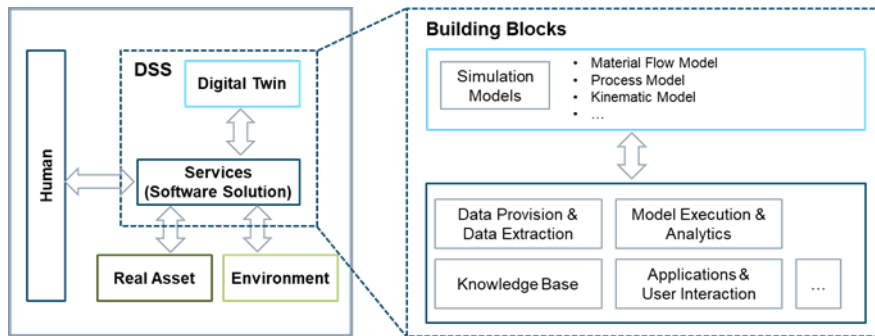 DSS
Digital Twin
Human
Services
(Software Solution)
Real Asset
Environment
Building Blocks
Simulation
Models
• Material Flow Model
• Process Model
• Kinematic Model
• ...
Data Provision &
Data Extraction
Model Execution &
Analytics
Knowledge Base
Applications &
User Interaction
...